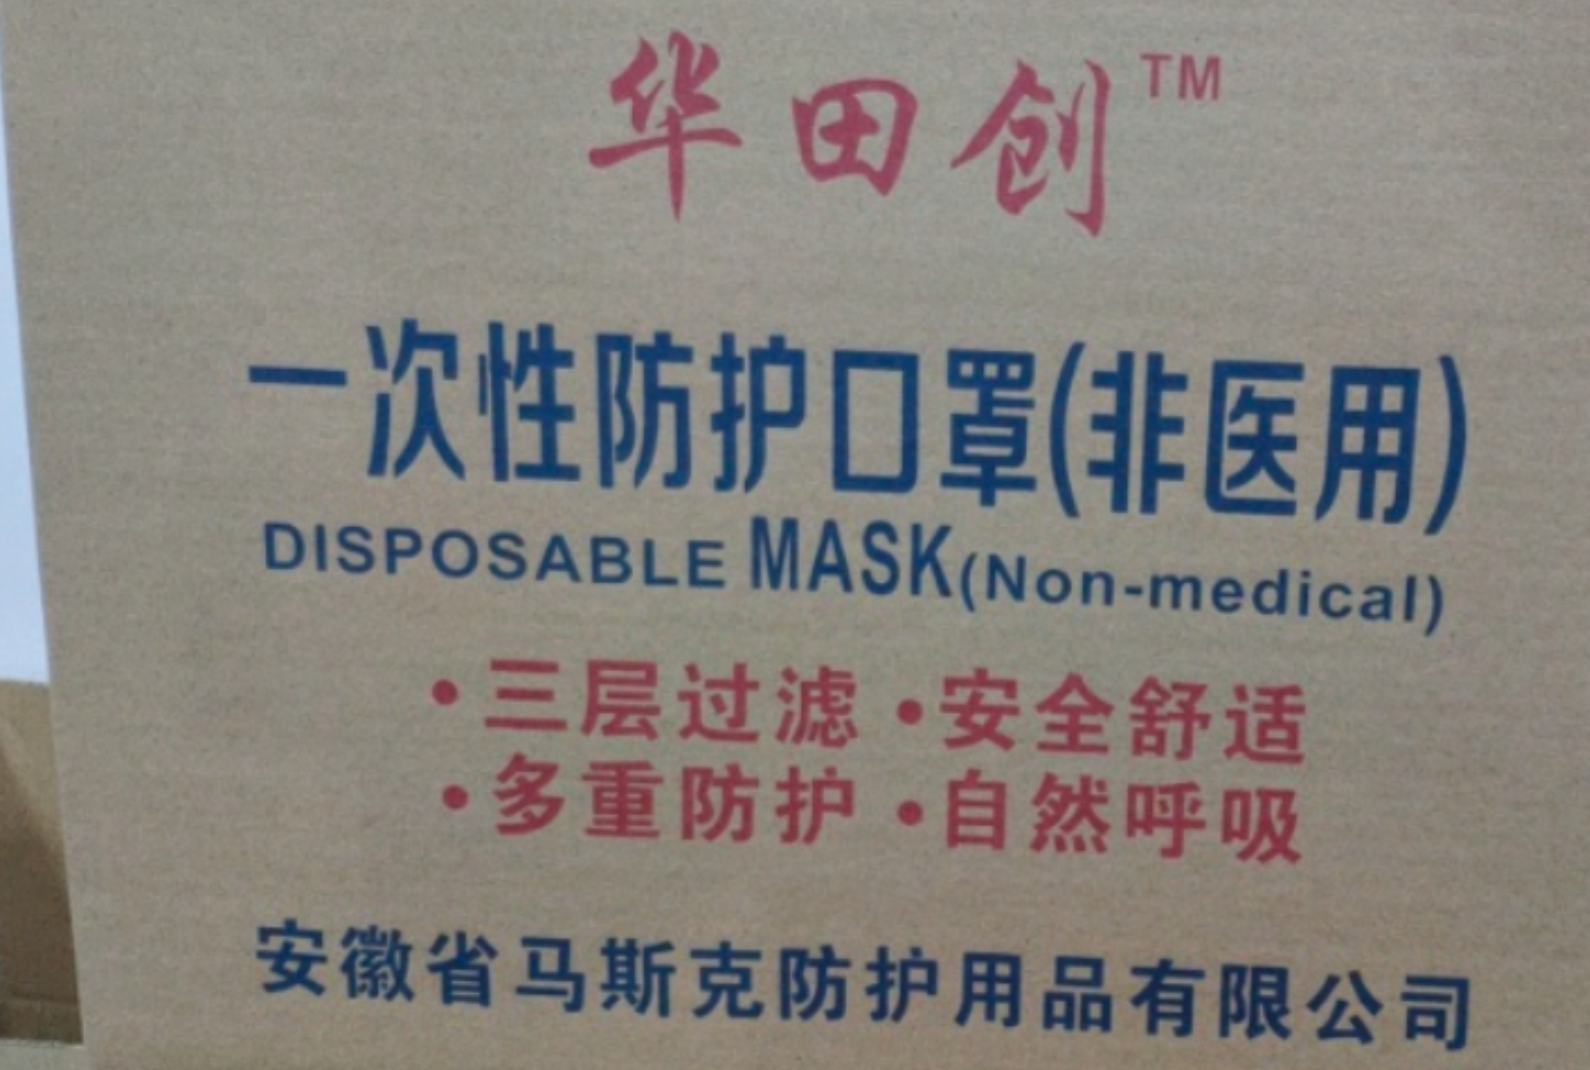 华田创™
一次性防护口罩(非医用)
DISPOSABLE MASK(Non-medical)
·三层过滤 ·安全舒适
·多重防护 ·自然呼吸
安徽省马斯克防护用品有限公司